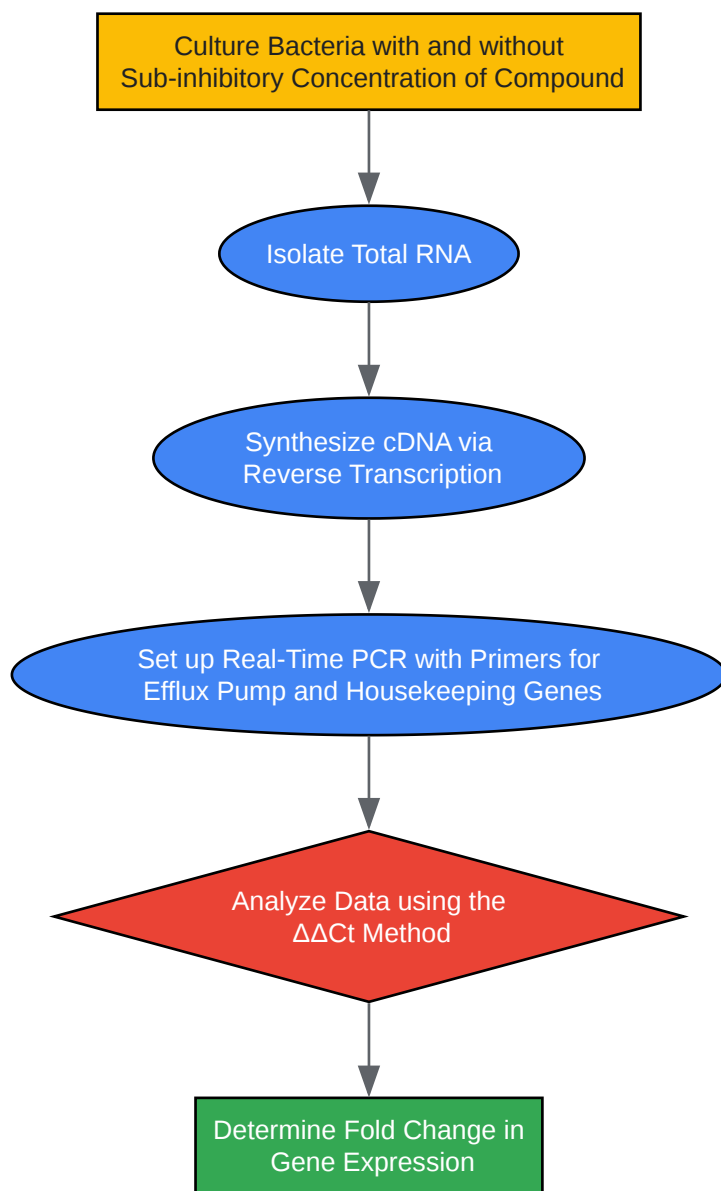 Culture Bacteria with and without
Sub-inhibitory Concentration of Compound
Isolate Total RNA
Synthesize cDNA via
Reverse Transcription
Set up Real-Time PCR with Primers for
Efflux Pump and Housekeeping Genes
Analyze Data using the
ΔΔCt Method
Determine Fold Change in
Gene Expression